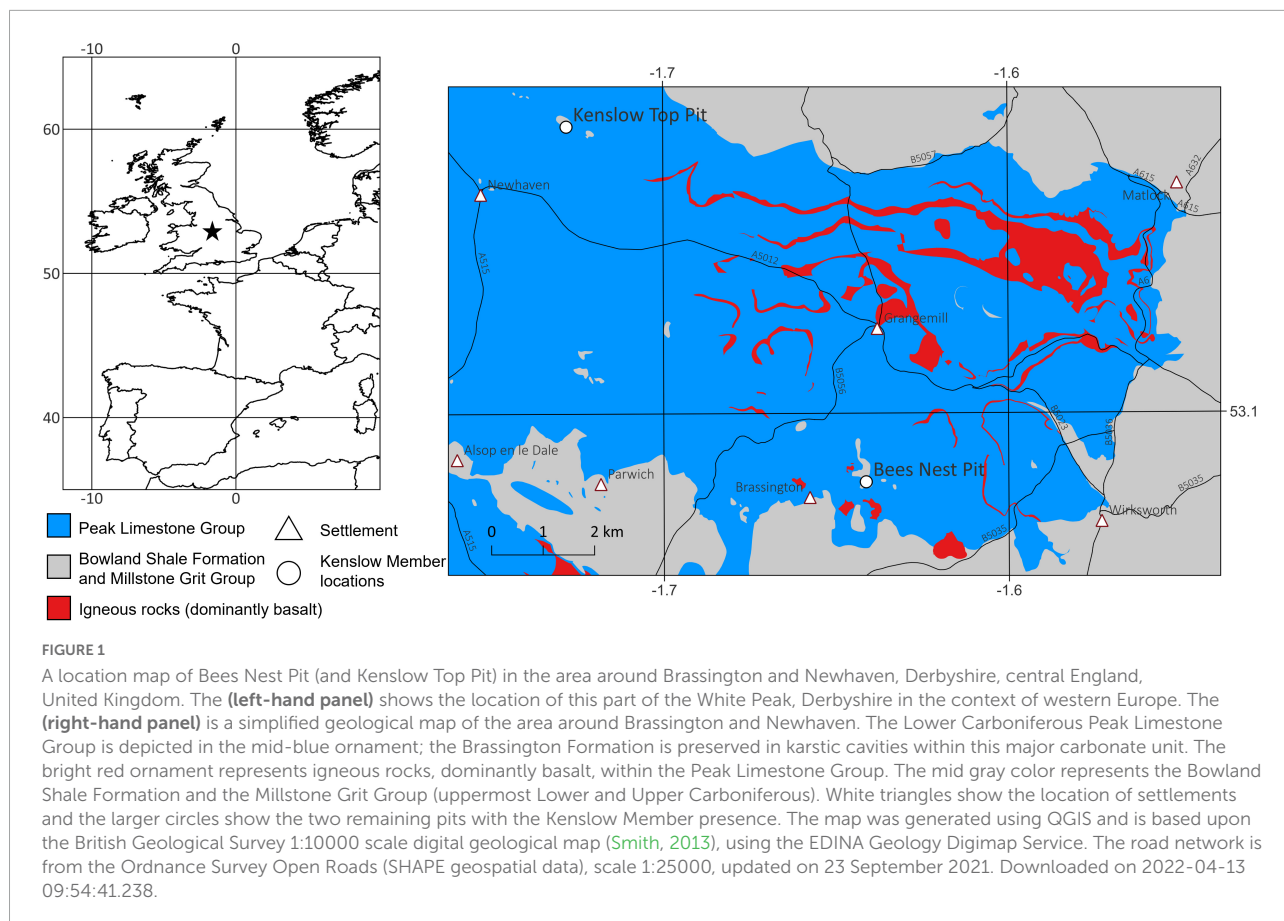 -10
0
60
50
40
-10
0
-1.7
-1.6
Kenslow Top Pit
B5057
A632
A615
Matlock
A615
Newhaven
A515
A5012
A6
Grangemill
B5056
53.1
B5023
B5036
Alsop en le Dale
Parwich
Brassington
Bees Nest Pit
B5035
Wirksworth
B5035
A515
0 1 2 km
-1.7
-1.6
Peak Limestone Group
Settlement
Bowland Shale Formation
and Millstone Grit Group
Kenslow Member
locations
Igneous rocks (dominantly basalt)
FIGURE 1
A location map of Bees Nest Pit (and Kenslow Top Pit) in the area around Brassington and Newhaven, Derbyshire, central England,
United Kingdom. The (left-hand panel) shows the location of this part of the White Peak, Derbyshire in the context of western Europe. The
(right-hand panel) is a simplified geological map of the area around Brassington and Newhaven. The Lower Carboniferous Peak Limestone
Group is depicted in the mid-blue ornament; the Brassington Formation is preserved in karstic cavities within this major carbonate unit. The
bright red ornament represents igneous rocks, dominantly basalt, within the Peak Limestone Group. The mid gray color represents the Bowland
Shale Formation and the Millstone Grit Group (uppermost Lower and Upper Carboniferous). White triangles show the location of settlements
and the larger circles show the two remaining pits with the Kenslow Member presence. The map was generated using QGIS and is based upon
the British Geological Survey 1:10000 scale digital geological map (Smith, 2013), using the EDINA Geology Digimap Service. The road network is
from the Ordnance Survey Open Roads (SHAPE geospatial data), scale 1:25000, updated on 23 September 2021. Downloaded on 2022-04-13
09:54:41.238.